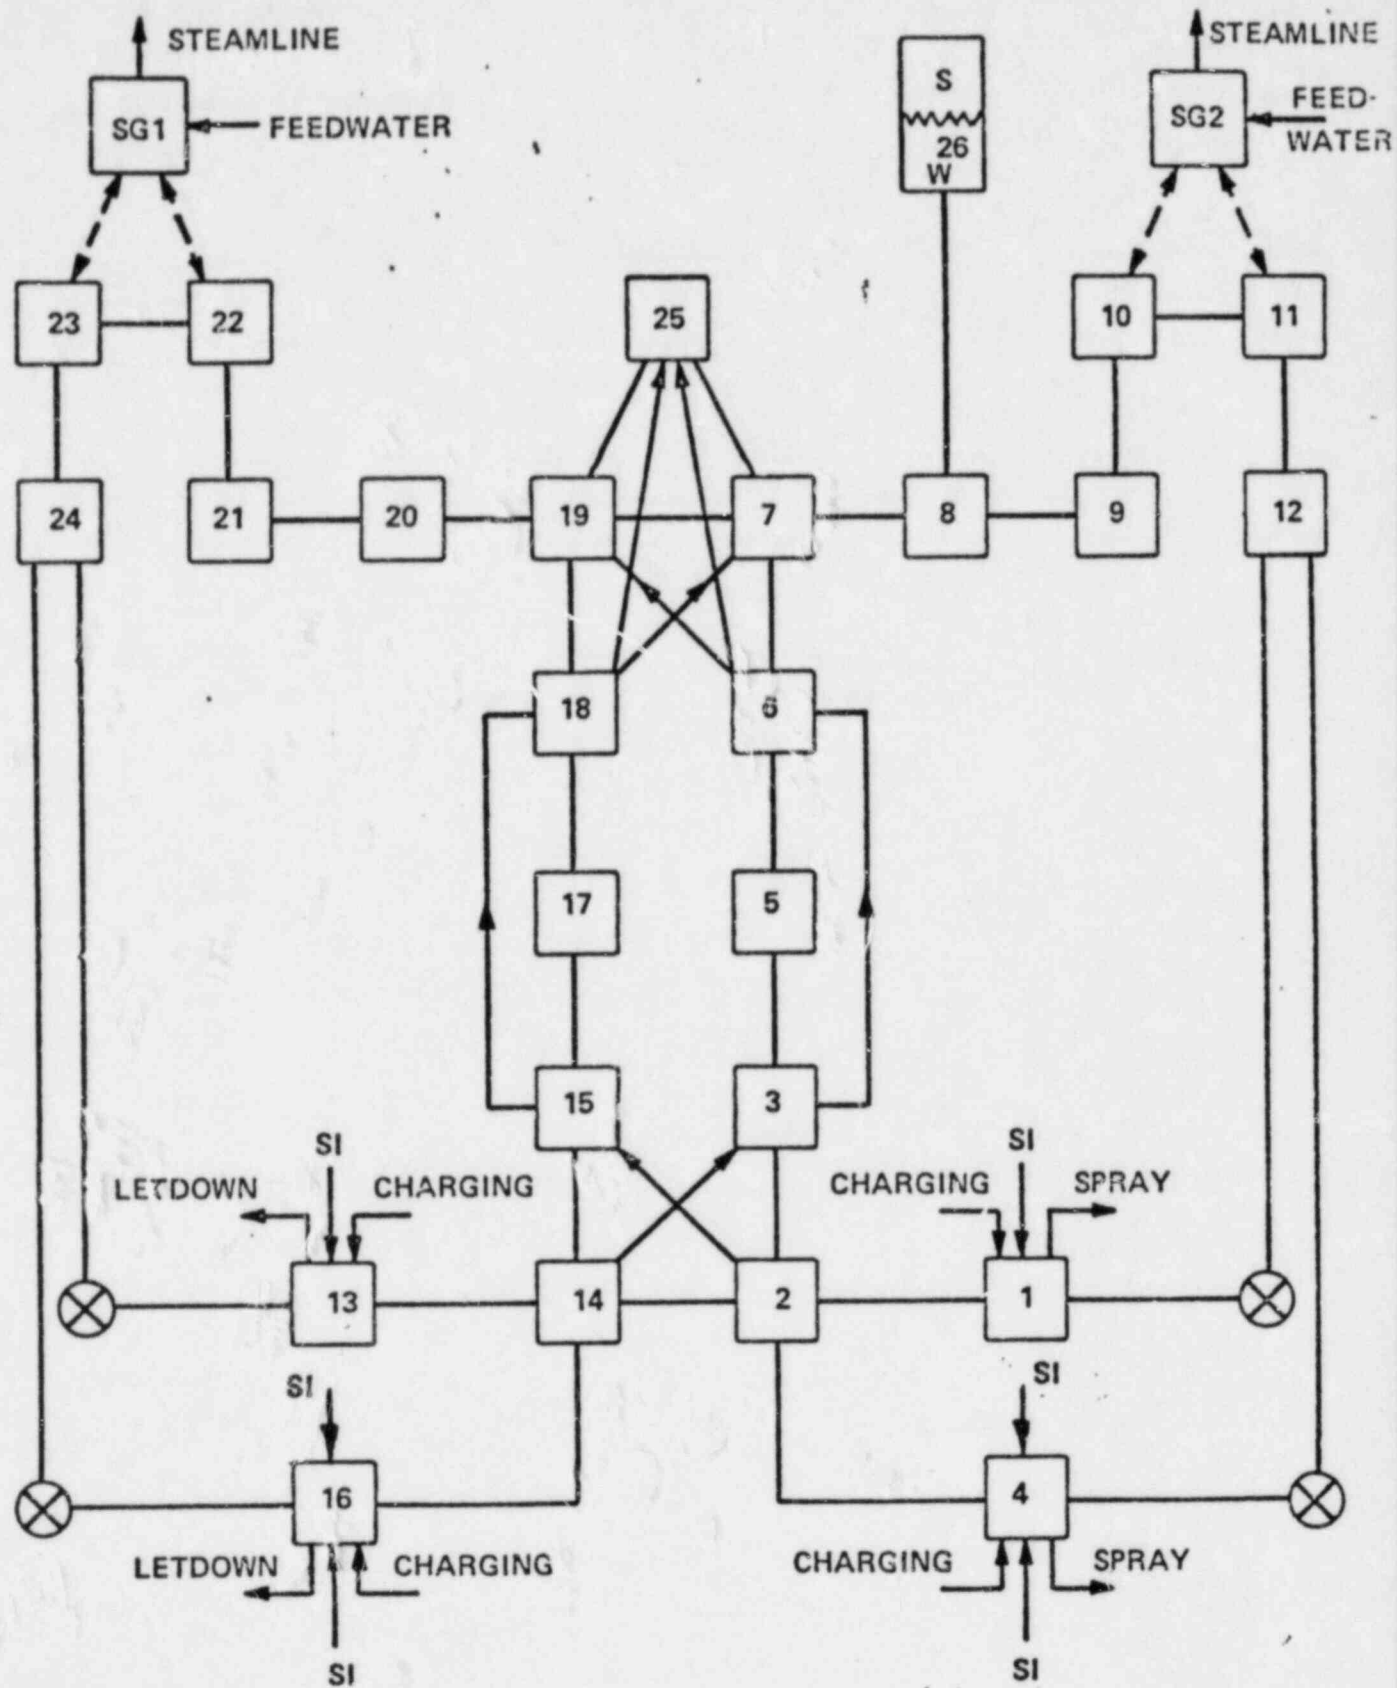 STEAMLINE
STEAMLINE
S
SG1
FEEDWATER
26
W
SG2
FEED-
WATER
23
22
25
10
11
24
21
20
19
7
8
9
12
18
6
17
5
15
3
SI
SI
LETDOWN
CHARGING
CHARGING
SPRAY
13
14
2
1
SI
SI
16
4
LETDOWN
CHARGING
CHARGING
SPRAY
SI
SI